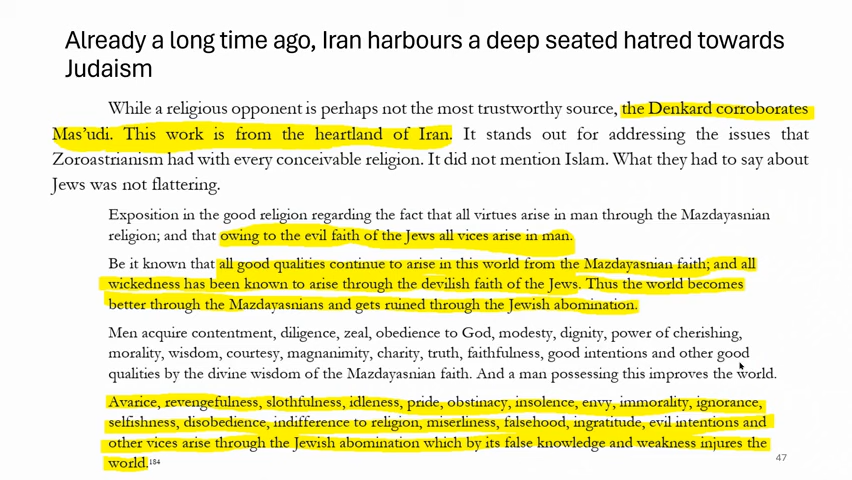 Already a long time ago, Iran harbours a deep seated hatred towards
Judaism
While a religious opponent is perhaps not the most trustworthy source, the Denkard corroborates
Mas'udi. This work is from the heartland of Iran. It stands out for addressing the issues that
Zoroastrianism had with every conceivable religion. It did not mention Islam. What they had to say about
Jews was not flattering.
Exposition in the good religion regarding the fact that all virtues arise in man through the Mazdayasnian
religion; and that owing to the evil faith of the Jews all vices arise in man.
Be it known that all good qualities continue to arise in this world from the Mazdayasnian faith; and all
wickedness has been known to arise through the devilish faith of the Jews. Thus the world becomes
better through the Mazdayasnians and gets ruined through the Jewish abomination.
Men acquire contentment, diligence, zeal, obedience to God, modesty, dignity, power of cherishing,
morality, wisdom, courtesy, magnanimity, charity, truth, faithfulness, good intentions and other good
qualities by the divine wisdom of the Mazdayasnian faith. And a man possessing this improves the world.
Avarice, revengefulness, slothfulness, idleness, pride, obstinacy, insolence, envy, immorality, ignorance,
selfishness, disobedience, indifference to religion, miserliness, falsehood, ingratitude, evil intentions and
other vices arise through the Jewish abomination which by its false knowledge and weakness injures the
world.184
47